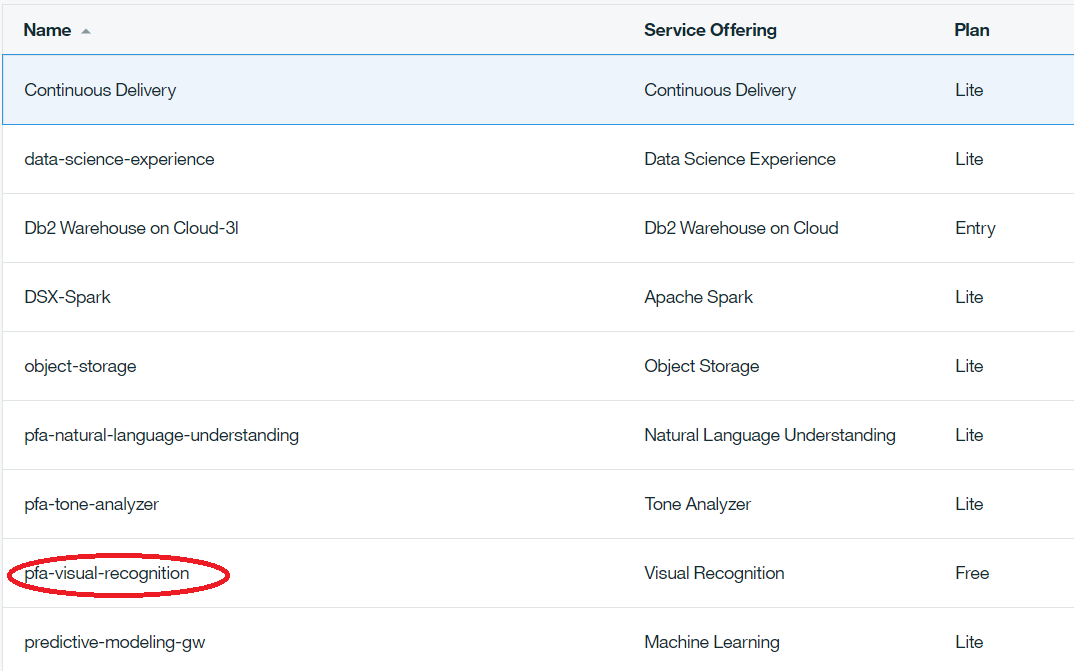 Name Service Offering Plan
Continuous Delivery Continuous Delivery Lite
data-science-experience Data Science Experience Lite
Db2 Warehouse on Cloud-3l Db2 Warehouse on Cloud Entry
DSX-Spark Apache Spark Lite
object-storage Object Storage Lite
pfa-natural-language-understanding Natural Language Understanding Lite
pfa-tone-analyzer Tone Analyzer Lite
pfa-visual-recognition Visual Recognition Free
predictive-modeling-gw Machine Learning Lite